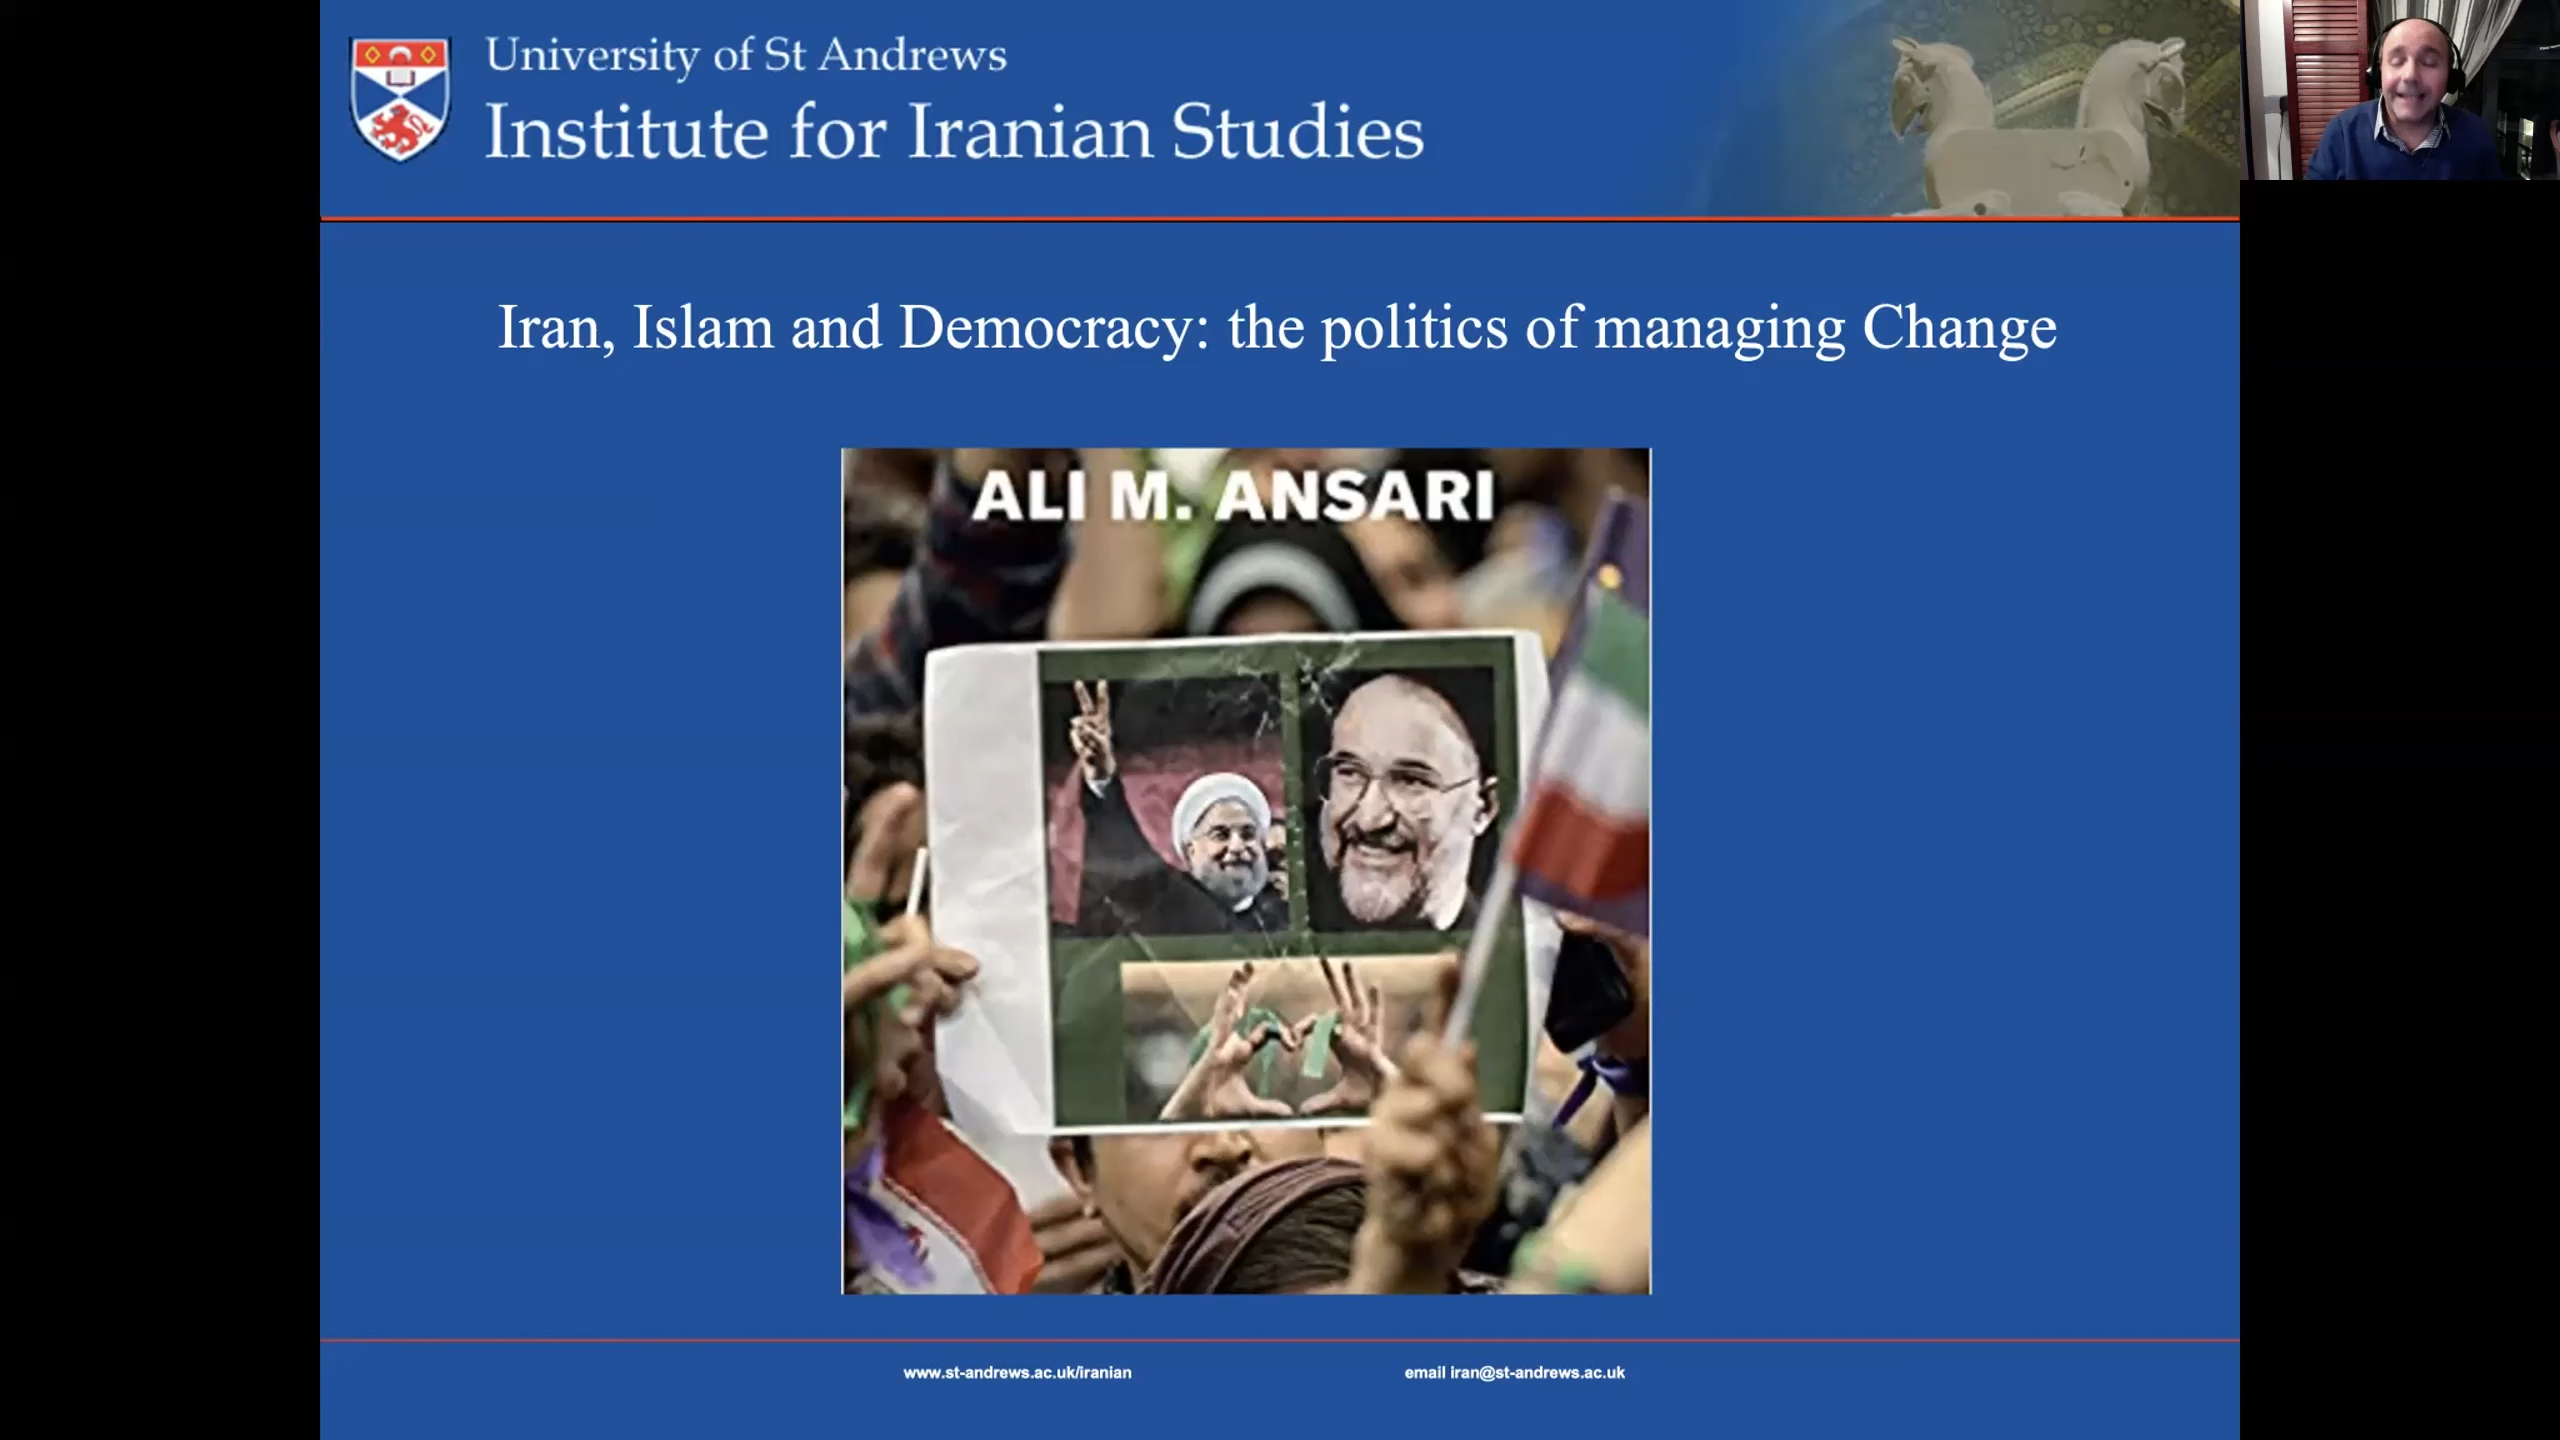 University of St Andrews
Institute for Iranian Studies
Iran, Islam and Democracy: the politics of managing Change
ALI M. ANSARI
www.st-andrews.ac.uk/iranian
email iran@st-andrews.ac.uk